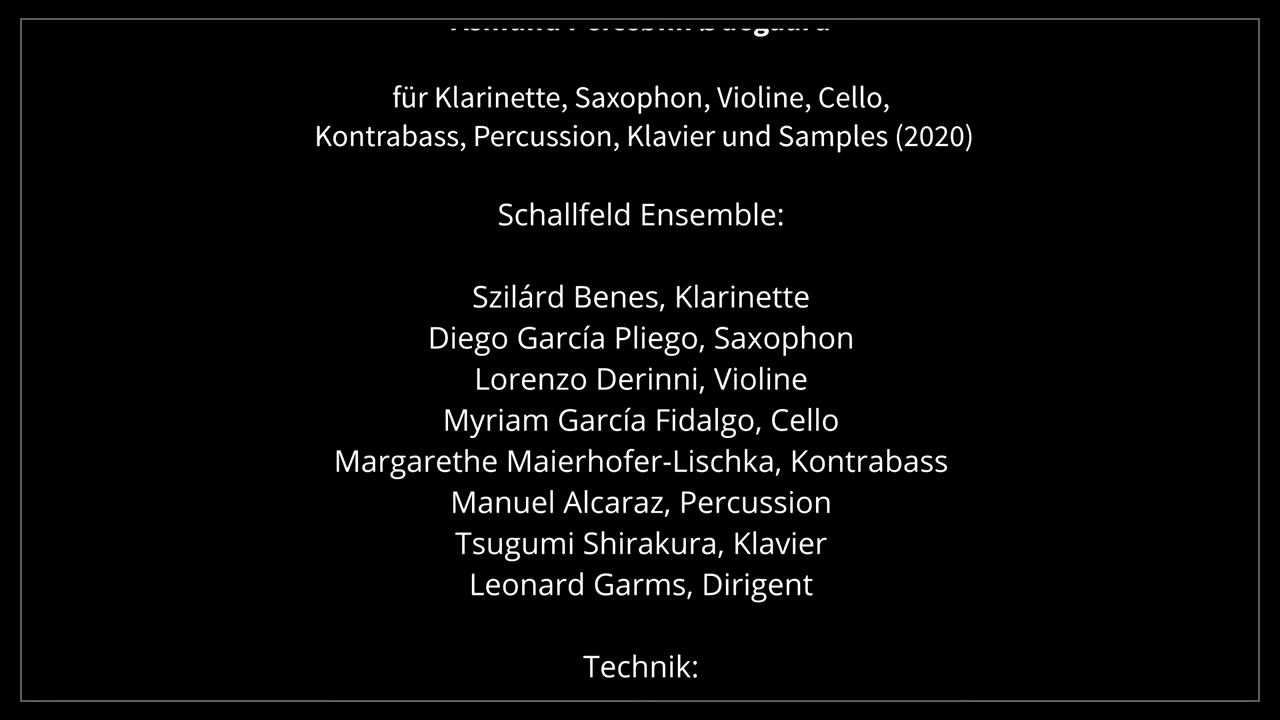 für Klarinette, Saxophon, Violine, Cello,
Kontrabass, Percussion, Klavier und Samples (2020)
Schallfeld Ensemble:
Szilárd Benes, Klarinette
Diego García Pliego, Saxophon
Lorenzo Derinni, Violine
Myriam García Fidalgo, Cello
Margarethe Maierhofer-Lischka, Kontrabass
Manuel Alcaraz, Percussion
Tsugumi Shirakura, Klavier
Leonard Garms, Dirigent
Technik: